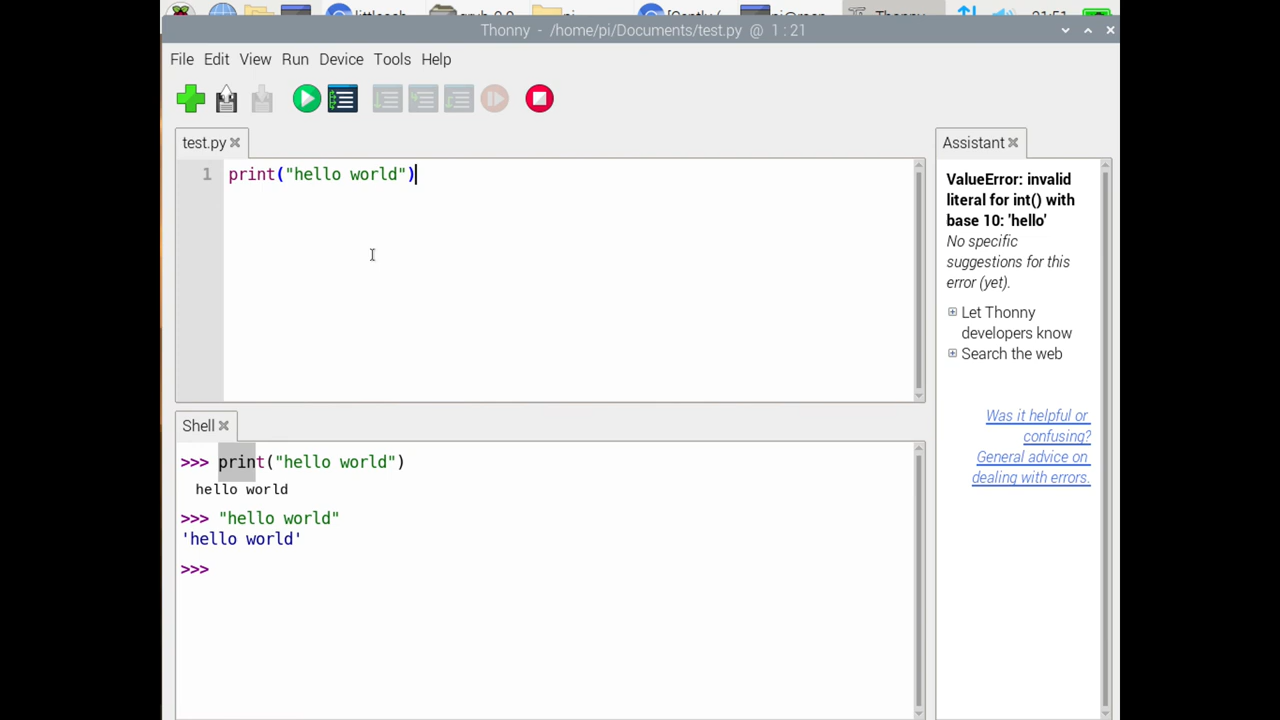 Thonny - /home/pi/Documents/test.py @ 1 : 21
File Edit View Run Device Tools Help
test.py
1 print("hello world")
Shell
>>> print("hello world")
hello world
>>> "hello world"
'hello world'
>>>
Assistant
ValueError: invalid
literal for int() with
base 10: 'hello'
No specific
suggestions for this
error (yet).
Let Thonny
developers know
Search the web
Was it helpful or
confusing?
General advice on
dealing with errors.